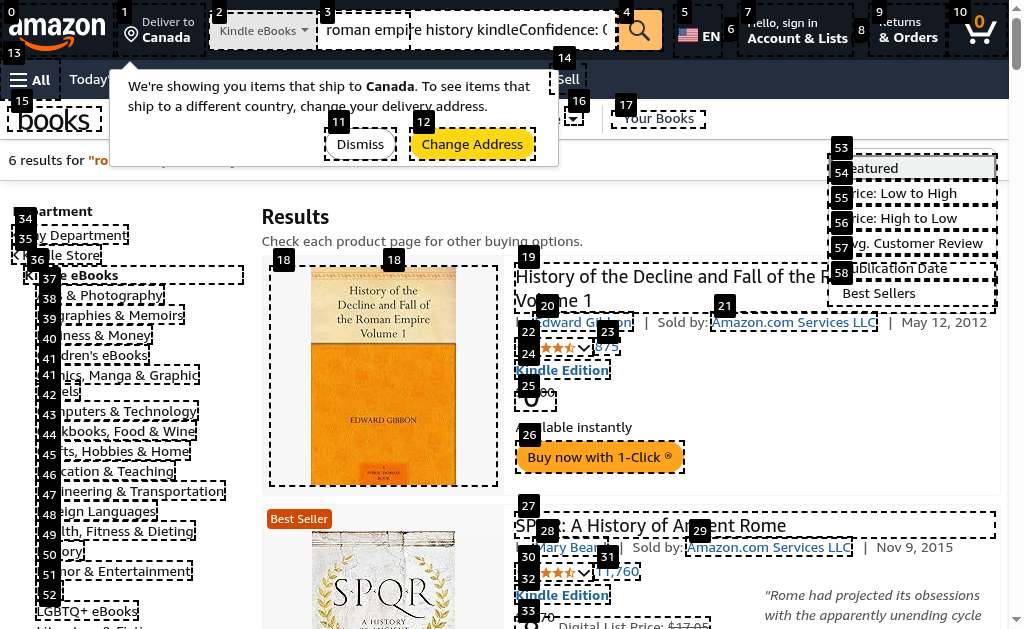 0 1 2 3 4 5 6 7 8 9 10
amazon
Deliver to
Canada
Kindle eBooks
roman empire history kindleConfidence: (
EN
Hello, sign in
Account & Lists
Returns
& Orders
0
13
All
Today'
14
Sell
We're showing you items that ship to Canada. To see items that
ship to a different country, change your delivery address.
11
Dismiss
12
Change Address
15
books
16
17
Your Books
6 results for "ro
53
Featured
54
Price: Low to High
55
Price: High to Low
56
Avg. Customer Review
57
Publication Date
58
Best Sellers
Department
34
Any Department
35
Kindle Store
36
Kindle eBooks
37
& Photography
38
Biographies & Memoirs
39
Business & Money
40
Children's eBooks
41
Comics, Manga & Graphic
41
Novels
42
Computers & Technology
43
Cookbooks, Food & Wine
44
Crafts, Hobbies & Home
45
Education & Teaching
46
Engineering & Transportation
47
Foreign Languages
48
Health, Fitness & Dieting
49
History
50
Humor & Entertainment
51
52
LGBTQ+ eBooks
Results
Check each product page for other buying options.
18 18
History of the
Decline and Fall of
the Roman Empire
Volume 1
EDWARD GIBBON
19
History of the Decline and Fall of the R
Volume 1
20
Edward Gibbon | Sold by:
21
Amazon.com Services LLC | May 12, 2012
22
23
875
24
Kindle Edition
25
0 00
Available instantly
26
Buy now with 1-Click ®
Best Seller
SPQR
A HISTORY
27
SPQR: A History of Ancient Rome
28
Mary Beard | Sold by:
29
Amazon.com Services LLC | Nov 9, 2015
30
31
11,760
32
Kindle Edition
33
70
Digital List Price: $17.05
"Rome had projected its obsessions
with the apparently unending cycle